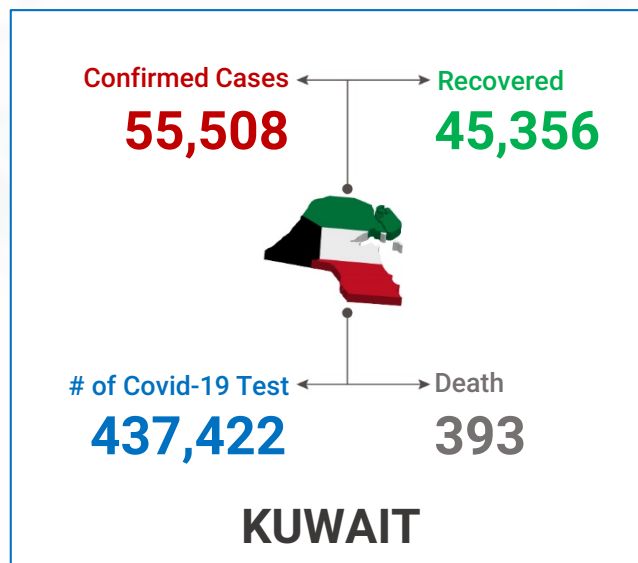 Confirmed Cases
55,508
Recovered
45,356
# of Covid-19 Test
437,422
Death
393
KUWAIT